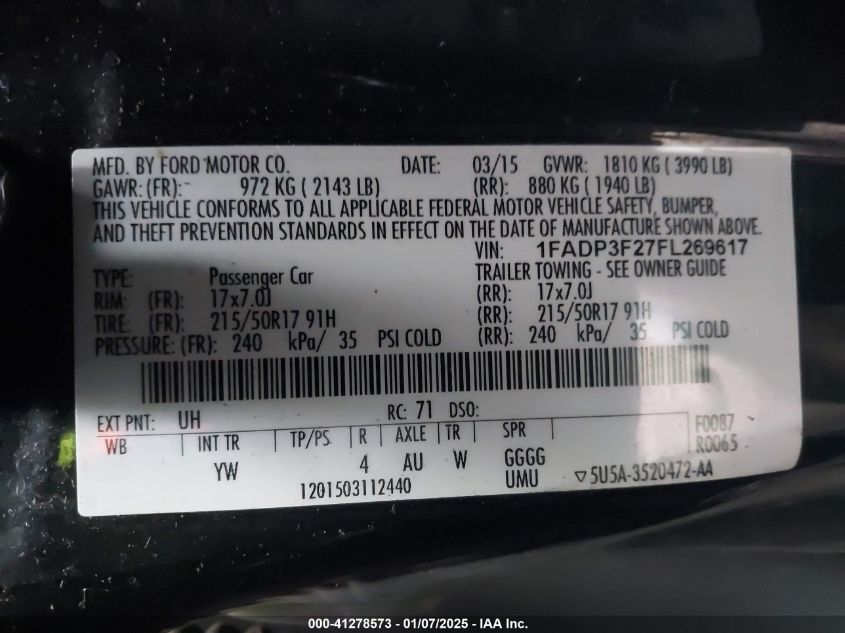 MFD. BY FORD MOTOR CO. DATE: 03/15 GVWR: 1810 KG ( 3990 LB)
GAWR: (FR): 972 KG ( 2143 LB) (RR): 880 KG ( 1940 LB)
THIS VEHICLE CONFORMS TO ALL APPLICABLE FEDERAL MOTOR VEHICLE SAFETY, BUMPER,
AND THEFT PREVENTION STANDARDS IN EFFECT ON THE DATE OF MANUFACTURE SHOWN ABOVE.
VIN: 1FADP3F27FL269617
TYPE: Passenger Car TRAILER TOWING - SEE OWNER GUIDE
RIM: (FR): 17x7.0J (RR): 17x7.0J
TIRE: (FR): 215/50R17 91H (RR): 215/50R17 91H
PRESSURE: (FR): 240 kPa/ 35 PSI COLD (RR): 240 kPa/ 35 PSI COLD
EXT PNT: UH RC: 71 DSO: F0087
WB INT TR TP/PS R AXLE TR SPR R0065
YW 4 AU W GGGG
1201503112440 UMU ▽5U5A-3520472-AA
000-41278573 - 01/07/2025 - IAA Inc.